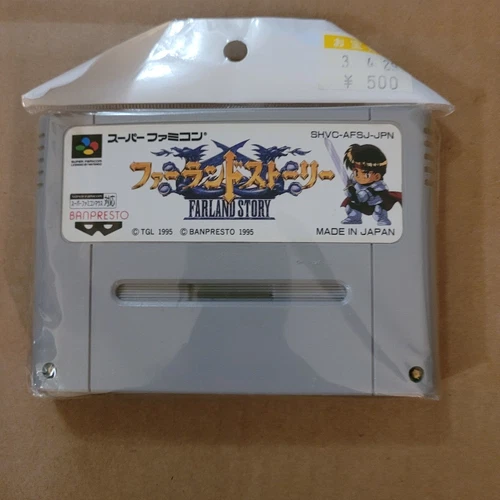 ¥ 500
スーパーファミコン
SHVC-AFSJ-JPN
ファーランドストーリー
FARLAND STORY
BANPRESTO
© TGL 1995 © BANPRESTO 1995
MADE IN JAPAN